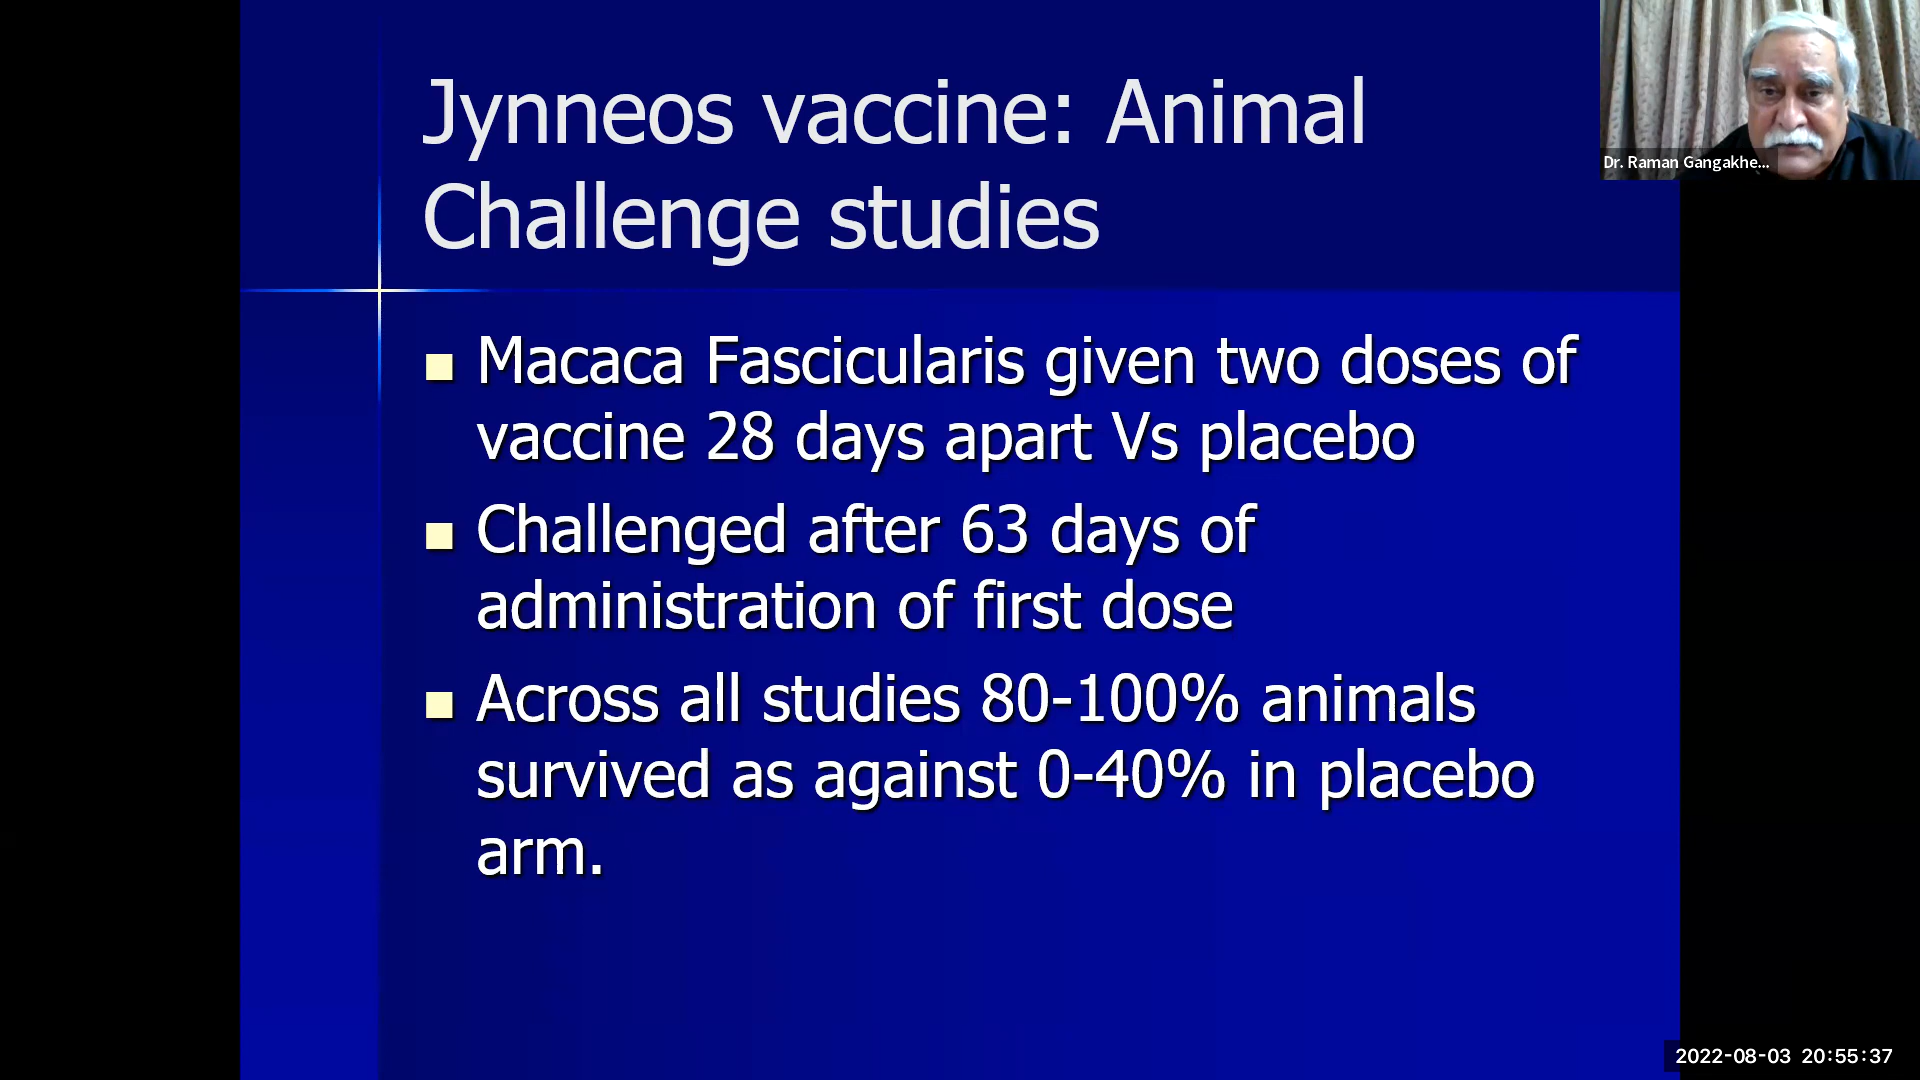 Jynneos vaccine: Animal
Challenge studies
Macaca Fascicularis given two doses of
vaccine 28 days apart Vs placebo
Challenged after 63 days of
administration of first dose
Across all studies 80-100% animals
survived as against 0-40% in placebo
arm.
Dr. Raman Gangakhe...
2022-08-03 20:55:37